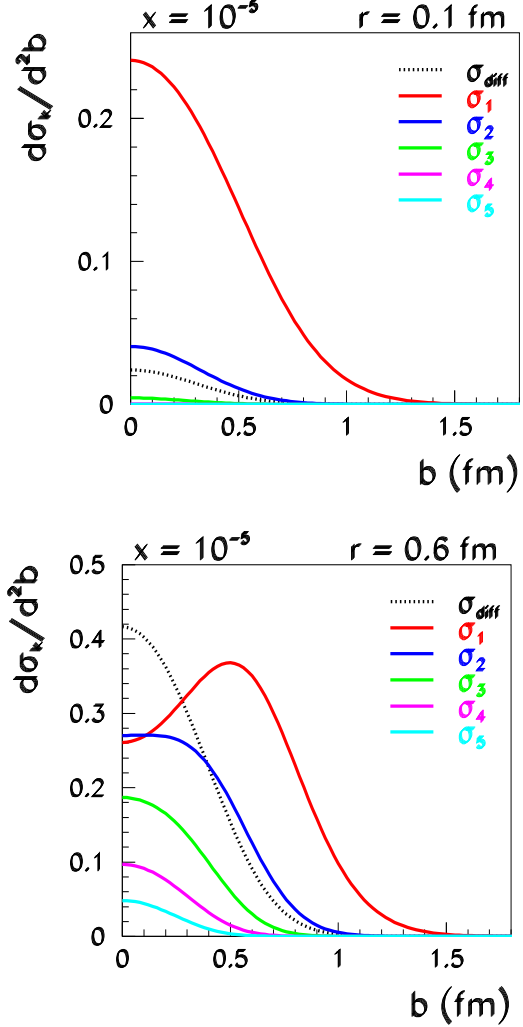 x = 10⁻⁵ r = 0.1 fm
dσₖ/d²b
0.2
0.1
0
σdiff
σ₁
σ₂
σ₃
σ₄
σ₅
0 0.5 1 1.5
b (fm)
x = 10⁻⁵ r = 0.6 fm
dσₖ/d²b
0.5
0.4
0.3
0.2
0.1
0
σdiff
σ₁
σ₂
σ₃
σ₄
σ₅
0 0.5 1 1.5
b (fm)